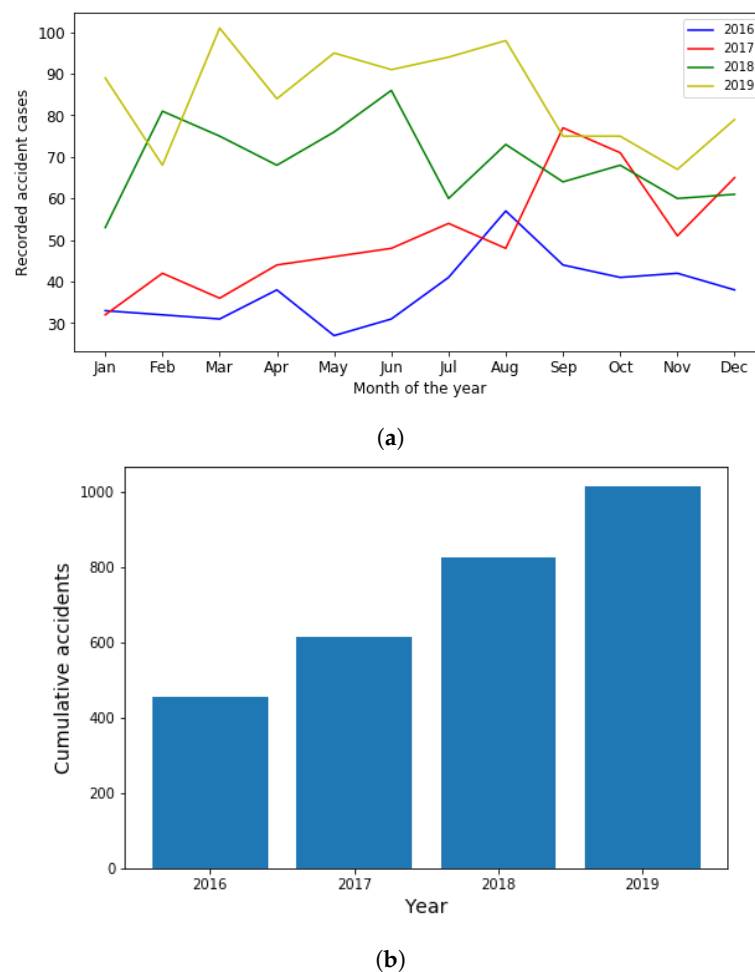 100
90
80
70
60
50
40
30
Recorded accident cases
2016
2017
2018
2019
Jan Feb Mar Apr May Jun Jul Aug Sep Oct Nov Dec
Month of the year
(a)
1000
800
600
400
200
0
Cumulative accidents
2016 2017 2018 2019
Year
(b)